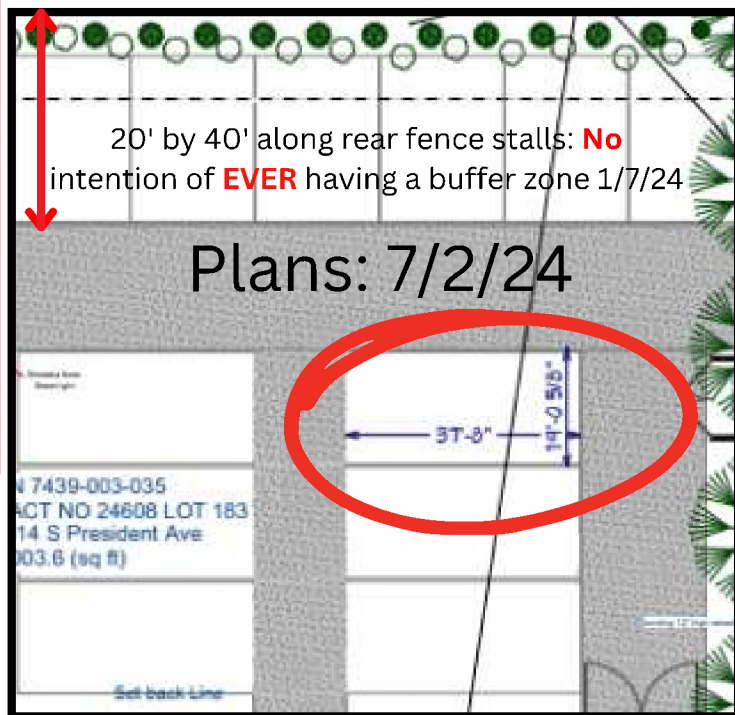 20' by 40' along rear fence stalls: No
intention of EVER having a buffer zone 1/7/24
Plans: 7/2/24
37'-8"
19'-0 5/8"
N 7439-003-035
ACT NO 24608 LOT 183
14 S President Ave
003.6 (sq ft)
Set back Line